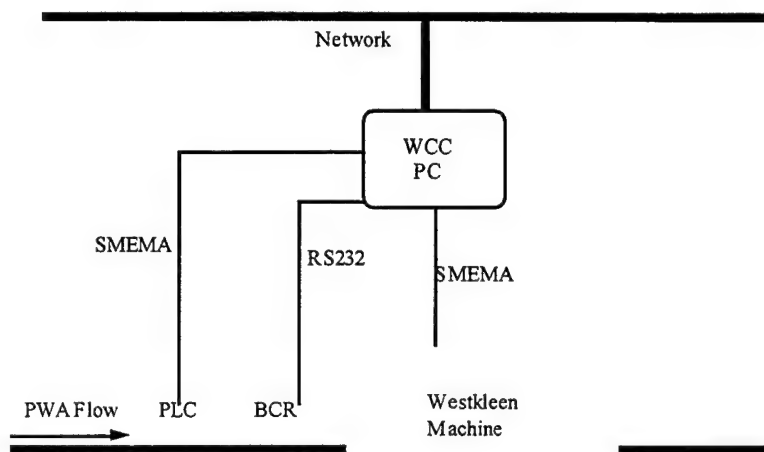 Network
WCC
PC
SMEMA
RS232
SMEMA
PWA Flow
PLC
BCR
Westkleen
Machine